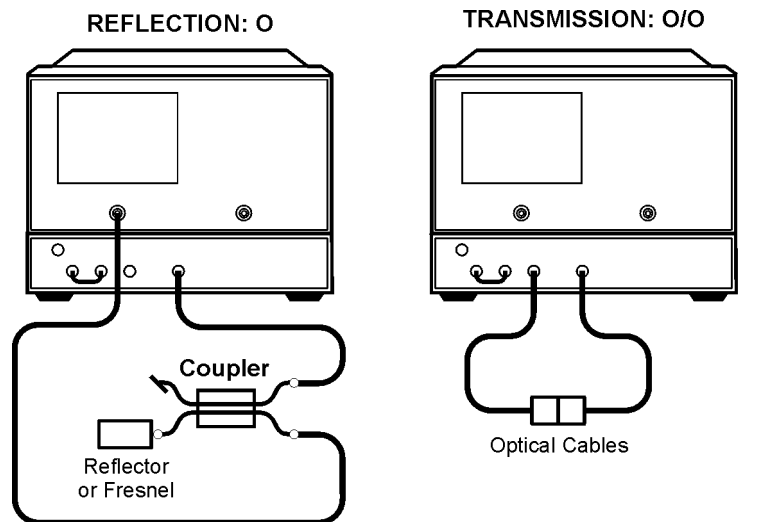 REFLECTION: O
TRANSMISSION: O/O
Coupler
Reflector
or Fresnel
Optical Cables